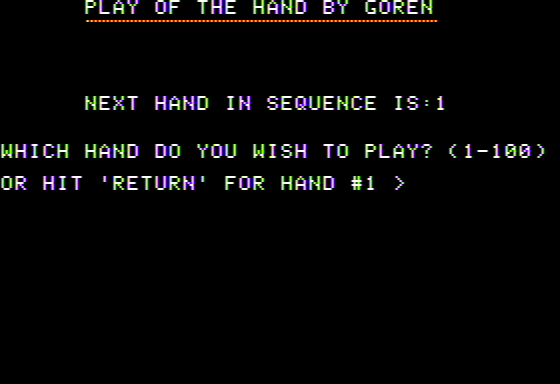 PLAY OF THE HAND BY GOREN
NEXT HAND IN SEQUENCE IS:1
WHICH HAND DO YOU WISH TO PLAY? (1-100)
OR HIT 'RETURN' FOR HAND #1 >